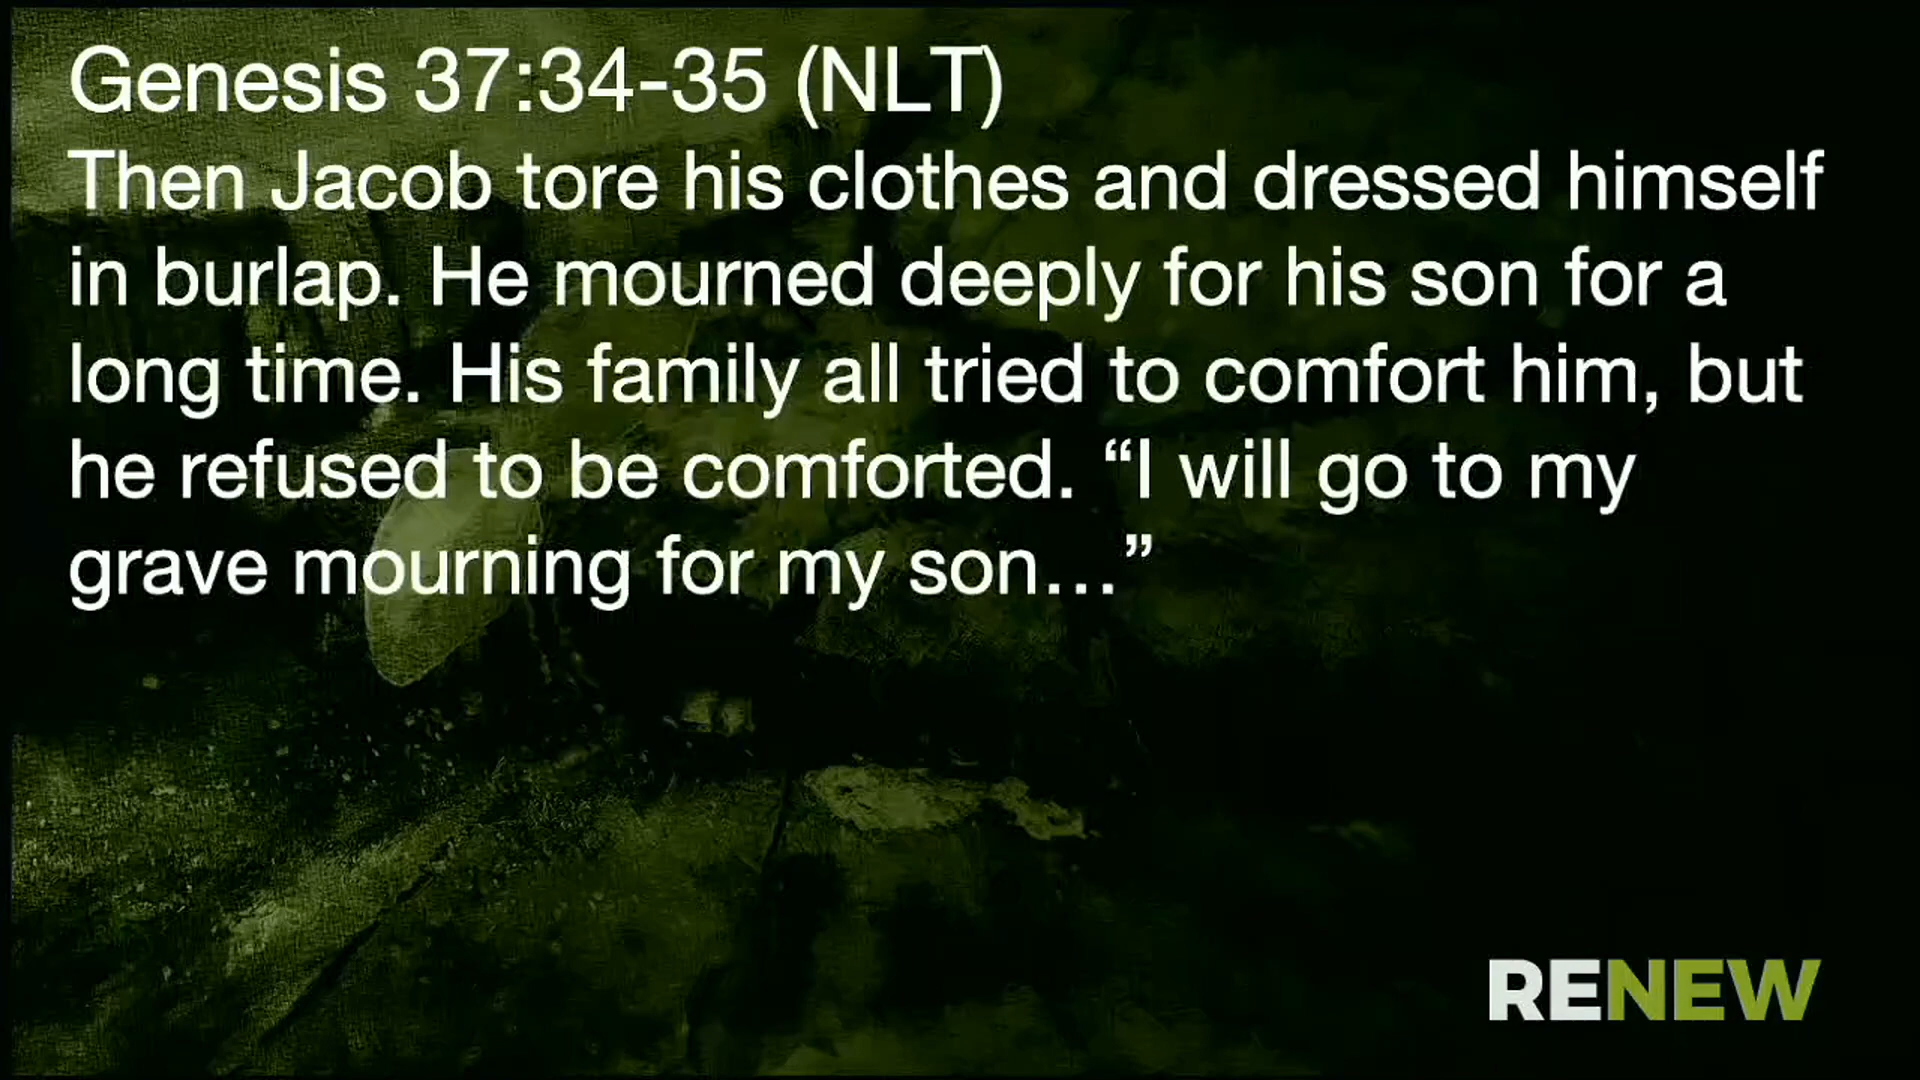 Genesis 37:34-35 (NLT)
Then Jacob tore his clothes and dressed himself
in burlap. He mourned deeply for his son for a
long time. His family all tried to comfort him, but
he refused to be comforted. “I will go to my
grave mourning for my son…”
RENEW